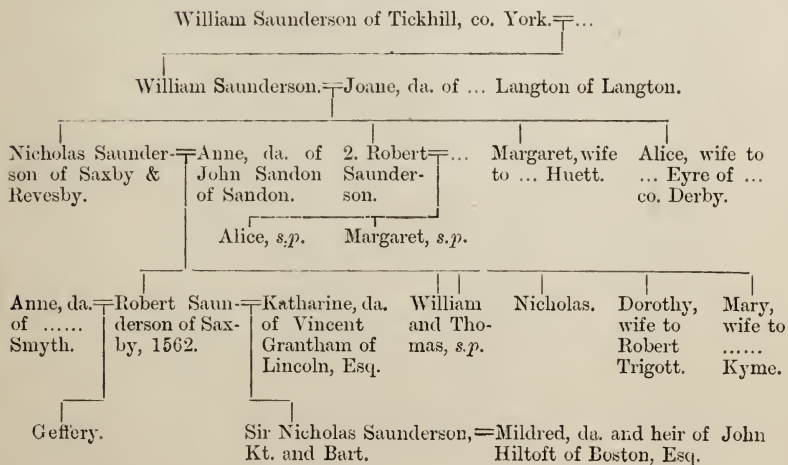 William Saunderson of Tickhill, co. York.=...
William Saunderson.=Joane, da. of ... Langton of Langton.
Nicholas Saunder-
son of Saxby &
Revesby.
=Anne, da. of
John Sandon
of Sandon.
2. Robert=...
Saunder-
son.
Margaret, wife
to ... Huett.
Alice, wife to
... Eyre of ...
co. Derby.
Alice, s.p.
Margaret, s.p.
Anne, da.
of ......
Smyth.
=Robert Saun-
derson of Sax-
by, 1562.
=Katharine, da.
of Vincent
Grantham of
Lincoln, Esq.
William
and Tho-
mas, s.p.
Nicholas.
Dorothy,
wife to
Robert
Trigott.
Mary,
wife to
......
Kyme.
Geffery.
Sir Nicholas Saunderson,
Kt. and Bart.
=Mildred, da. and heir of John
Hiltoft of Boston, Esq.